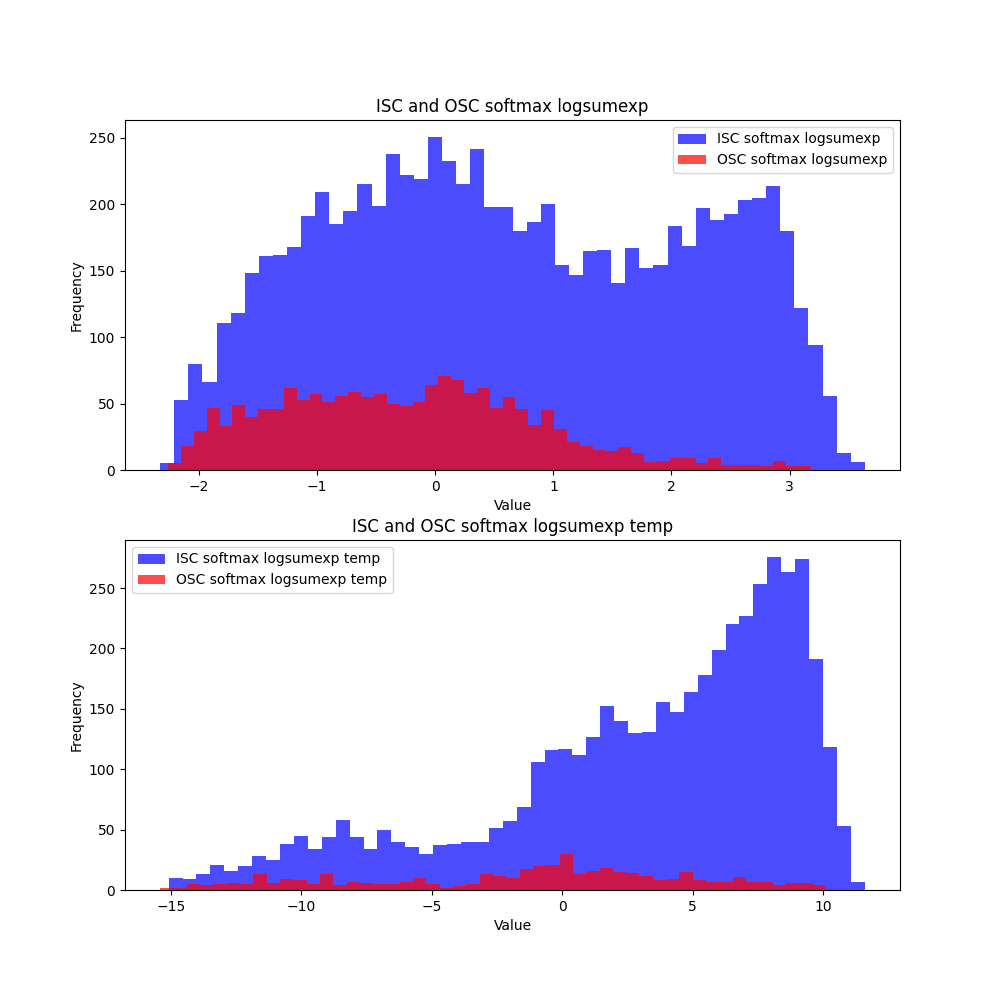 ISC and OSC softmax logsumexp
ISC softmax logsumexp
OSC softmax logsumexp
250
200
150
100
50
0
Frequency
−2 −1 0 1 2 3
Value
ISC and OSC softmax logsumexp temp
ISC softmax logsumexp temp
OSC softmax logsumexp temp
250
200
150
100
50
0
Frequency
−15 −10 −5 0 5 10
Value